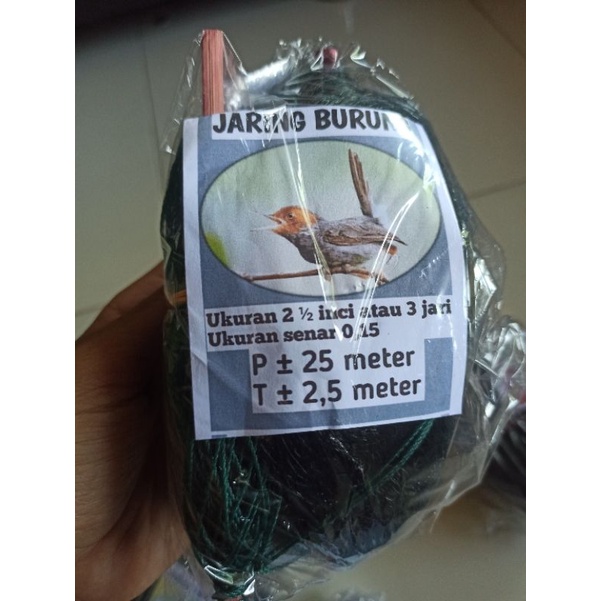 JARING BURUN
Ukuran 2 ½ inci atau 3 jari
Ukuran senar 0,15
P ± 25 meter
T ± 2,5 meter